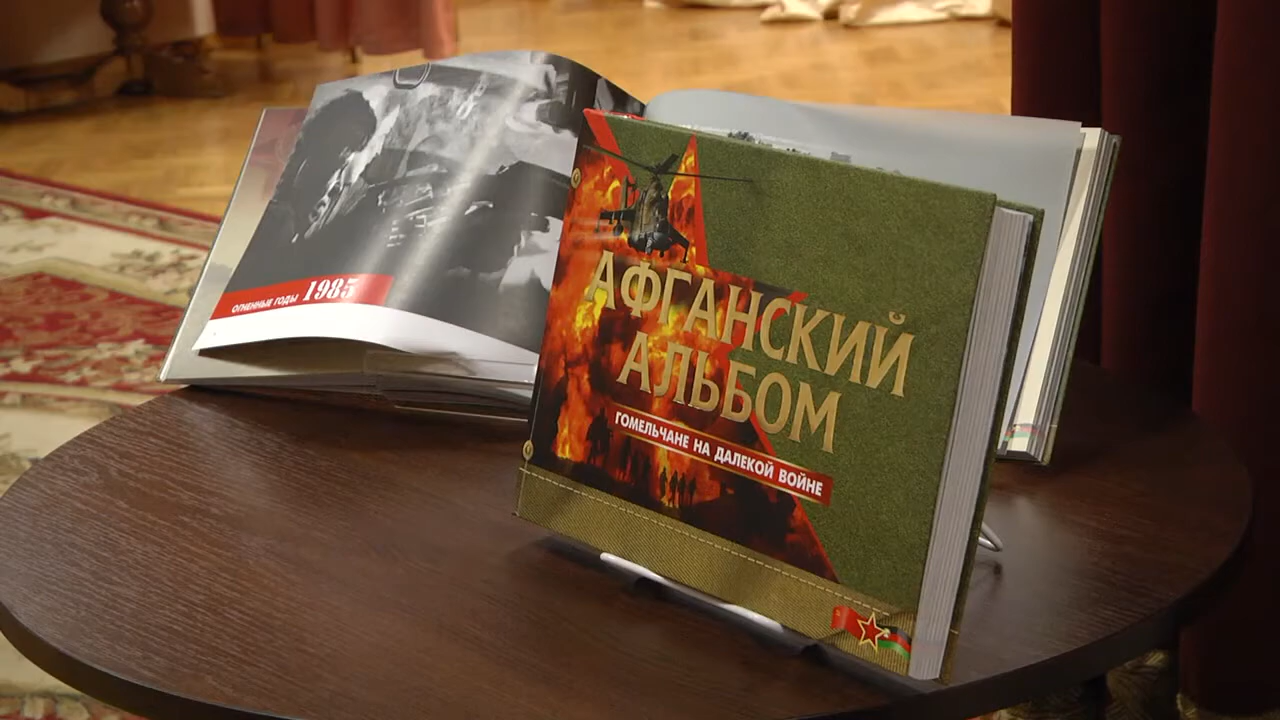 ОГНЕННЫЕ ГОДЫ 1985
АФГАНСКИЙ
АЛЬБОМ
ГОМЕЛЬЧАНЕ НА ДАЛЕКОЙ ВОЙНЕ